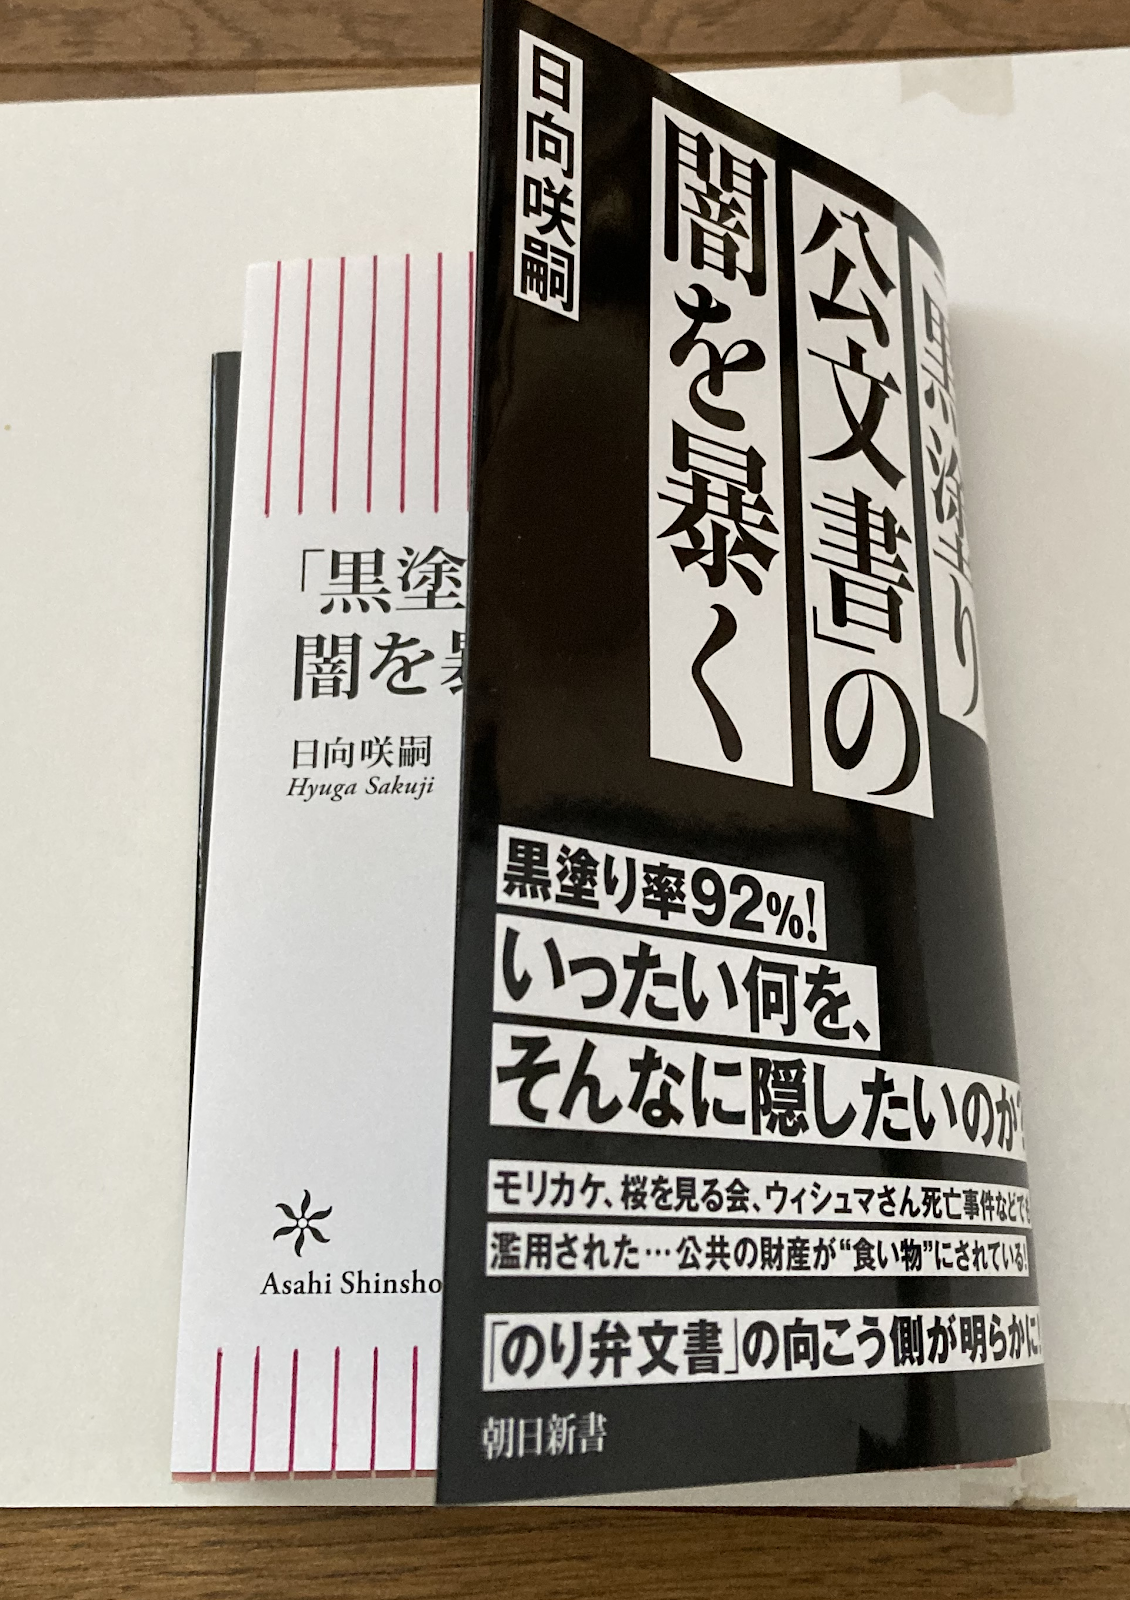 「黒塗り
公文書」の
闇を暴く
日向咲嗣
黒塗り率92%!
いったい何を、
そんなに隠したいのか?
モリカケ、桜を見る会、ウィシュマさん死亡事件などでも
濫用された…公共の財産が“食い物”にされている!
「のり弁文書」の向こう側が明らかに!
朝日新書
「黒塗
闇を暴
日向咲嗣
Hyuga Sakuji
Asahi Shinsho